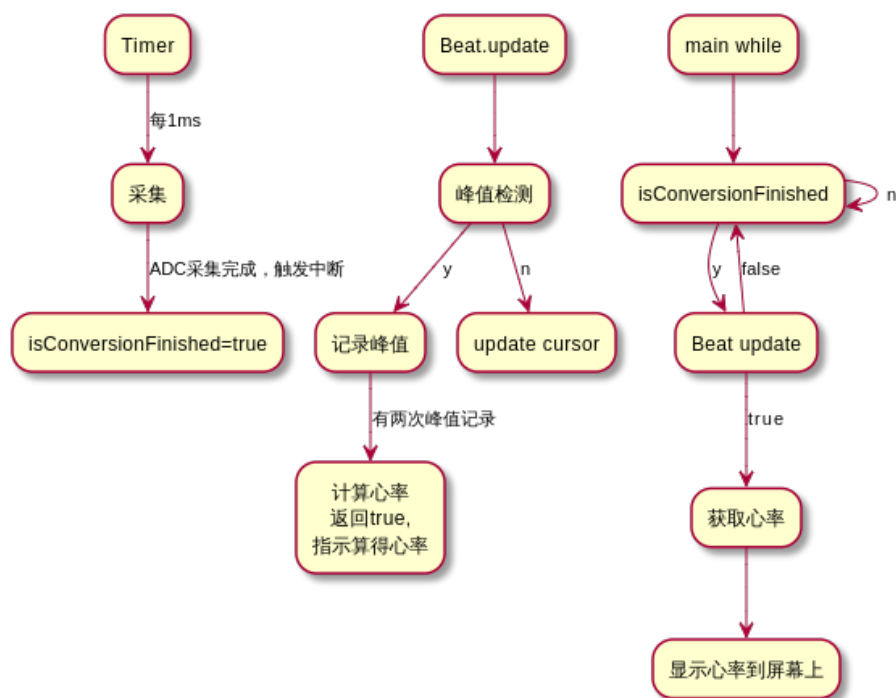 Timer
Beat.update
main while
每1ms
采集
峰值检测
isConversionFinished
n
ADC采集完成，触发中断
y
n
y
false
isConversionFinished=true
记录峰值
update cursor
Beat update
有两次峰值记录
true
计算心率
返回true,
指示算得心率
获取心率
显示心率到屏幕上